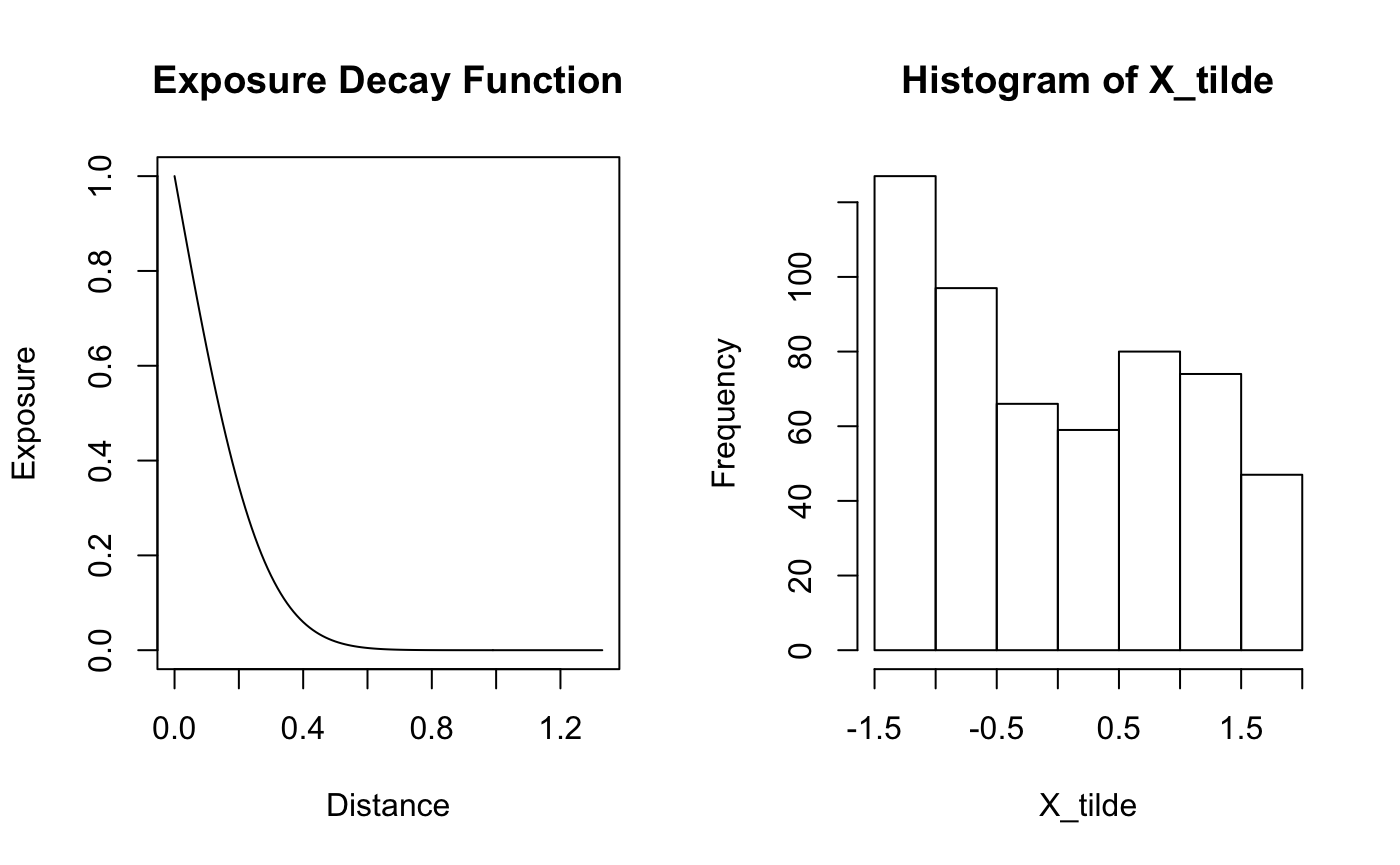 Exposure Decay Function
Exposure
0.0 0.2 0.4 0.6 0.8 1.0
0.0 0.4 0.8 1.2
Distance
Histogram of X_tilde
Frequency
0 20 40 60 80 100
-1.5 -0.5 0.5 1.5
X_tilde